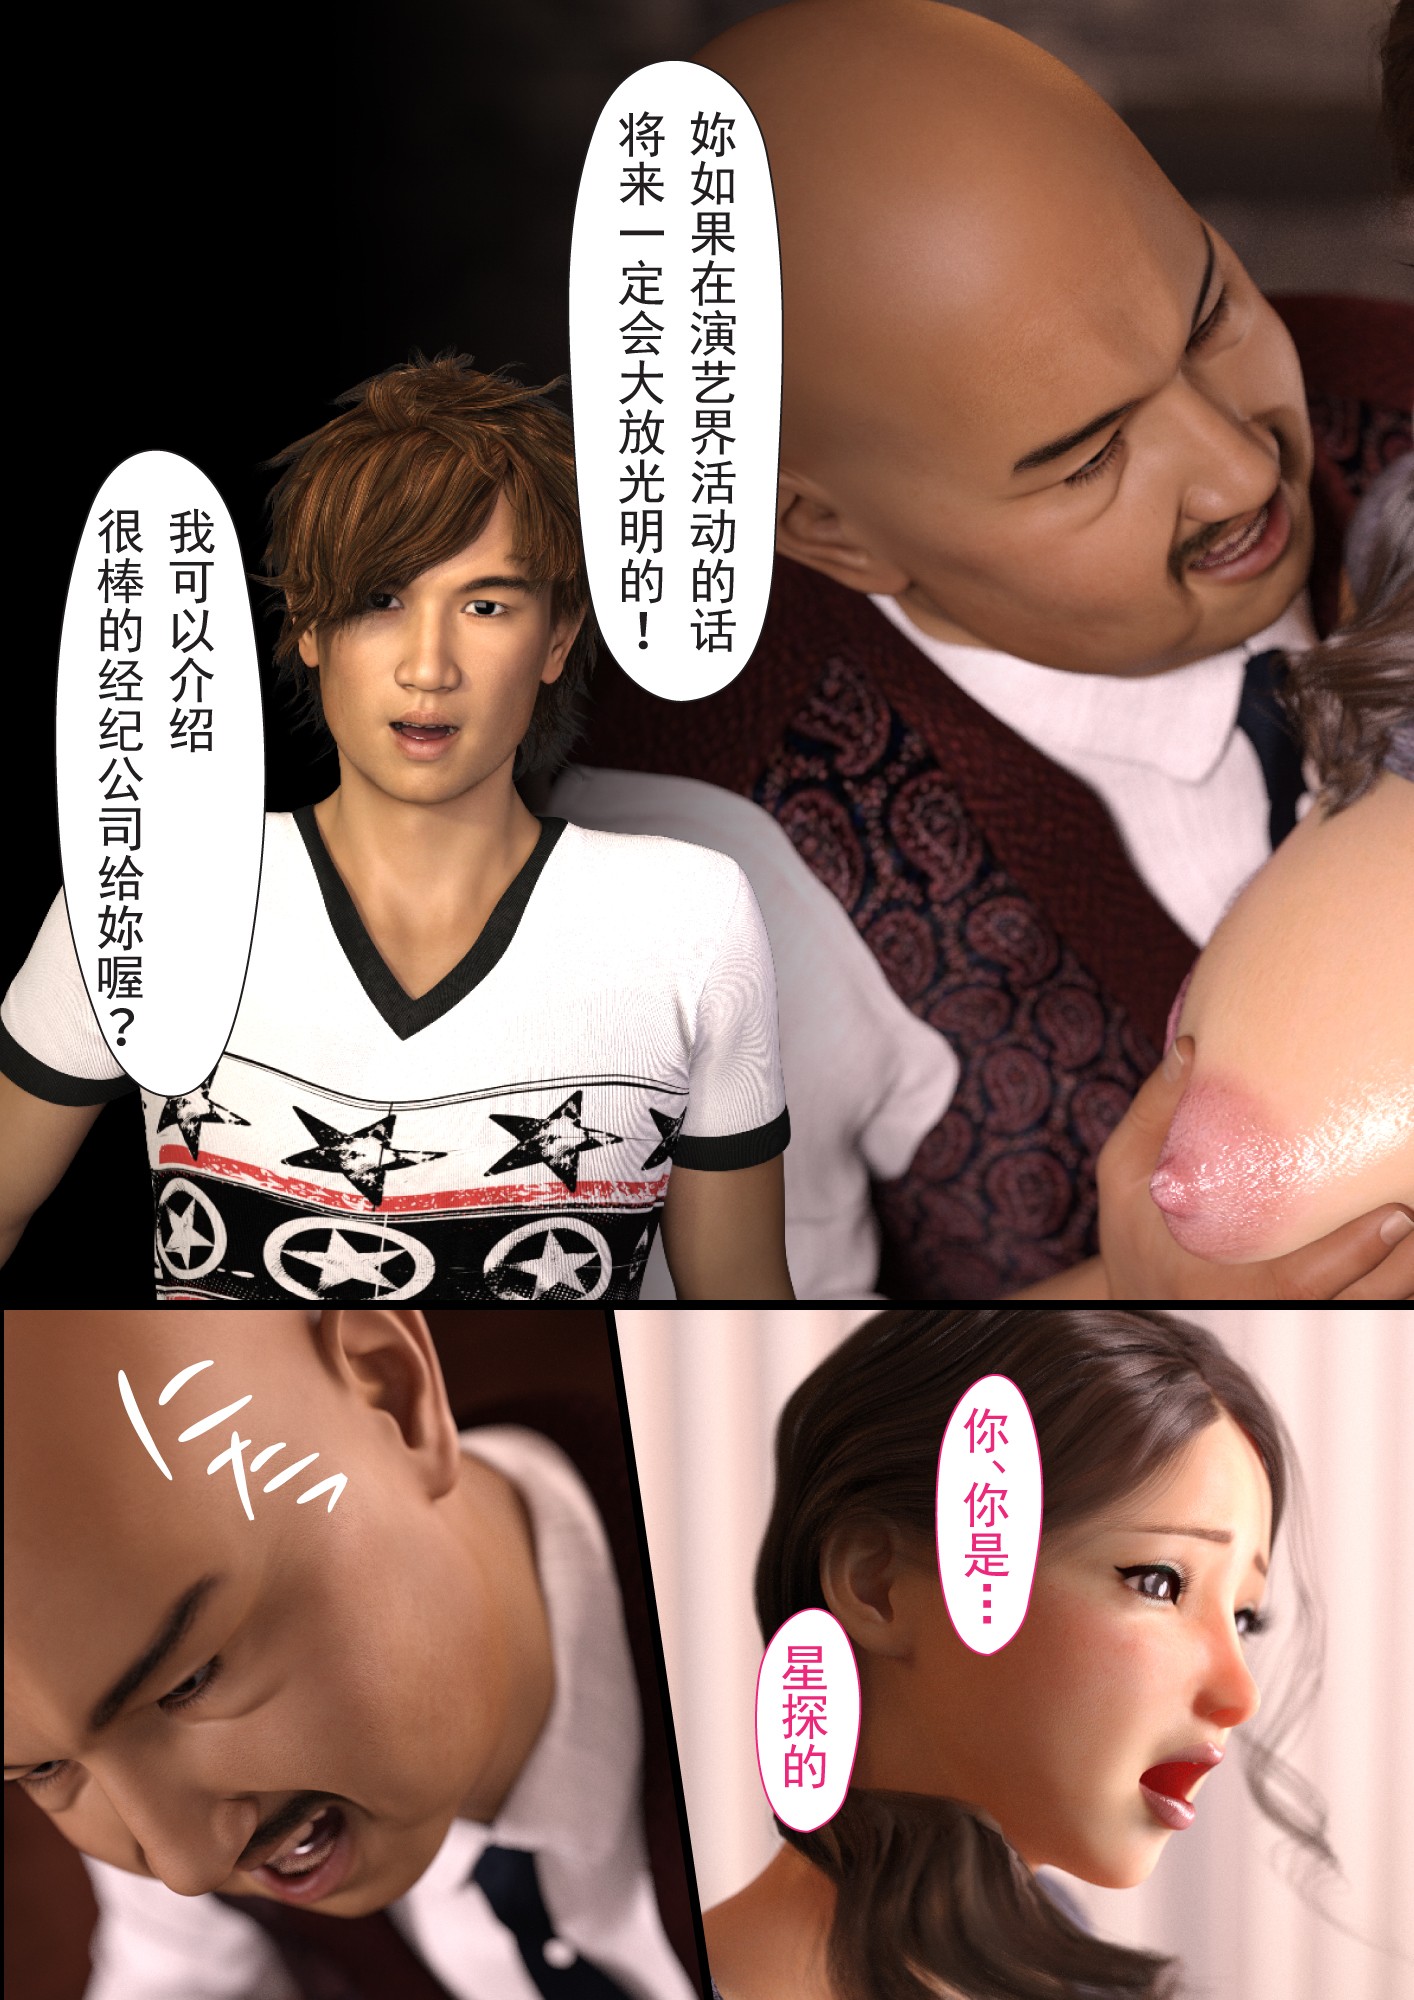 妳如果在演艺界活动的话
将来一定会大放光明的！
我可以介绍
很棒的经纪公司给妳喔？
你、你是…
星探的
ニヤニヤ